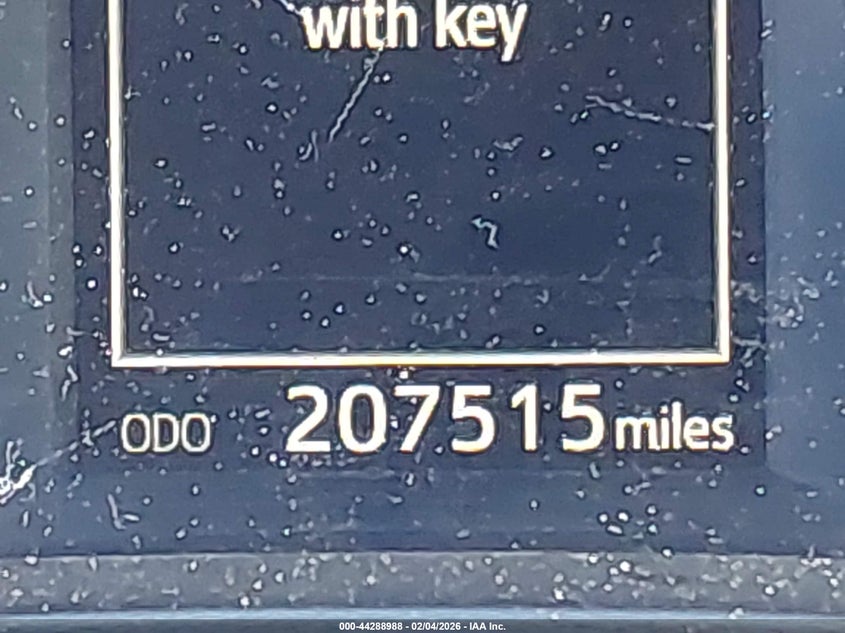 with key
ODO 207515 miles
000-44288988 - 02/04/2026 - IAA Inc.